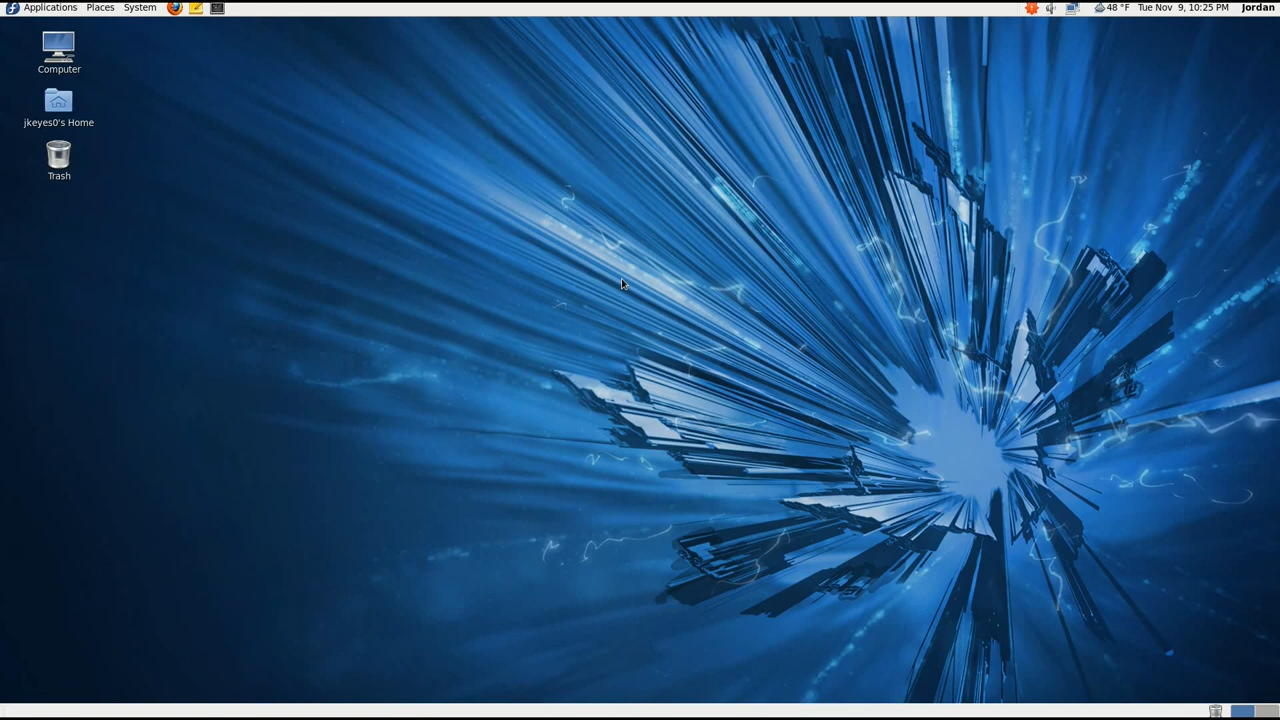 Applications Places System 48 °F Tue Nov 9, 10:25 PM Jordan
Computer
jkeyes0's Home
Trash